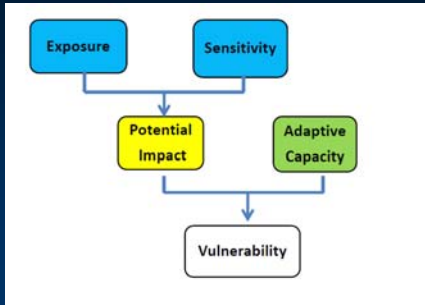 Exposure
Sensitivity
Potential
Impact
Adaptive
Capacity
Vulnerability